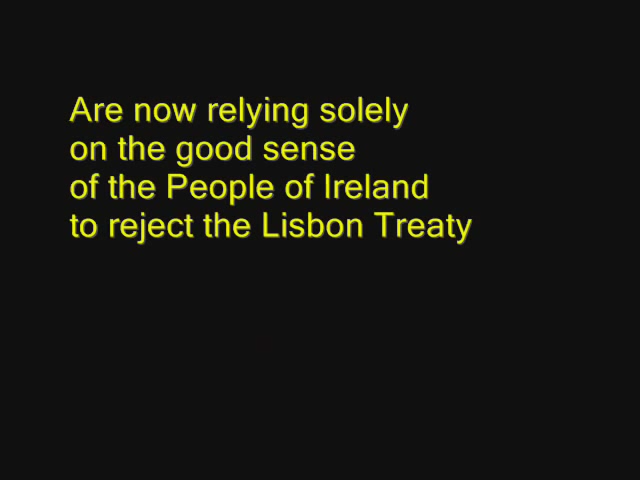 Are now relying solely
on the good sense
of the People of Ireland
to reject the Lisbon Treaty